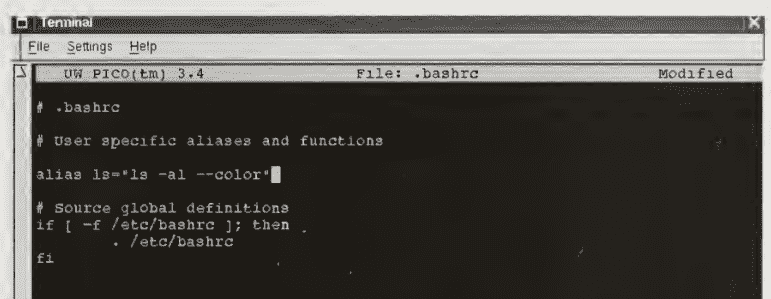 Terminal
File Settings Help
UW PICO(tm) 3.4 File: .bashrc Modified
# .bashrc
# User specific aliases and functions
alias ls="ls -al --color"
# Source global definitions
if [ -f /etc/bashrc ]; then
. /etc/bashrc
fi